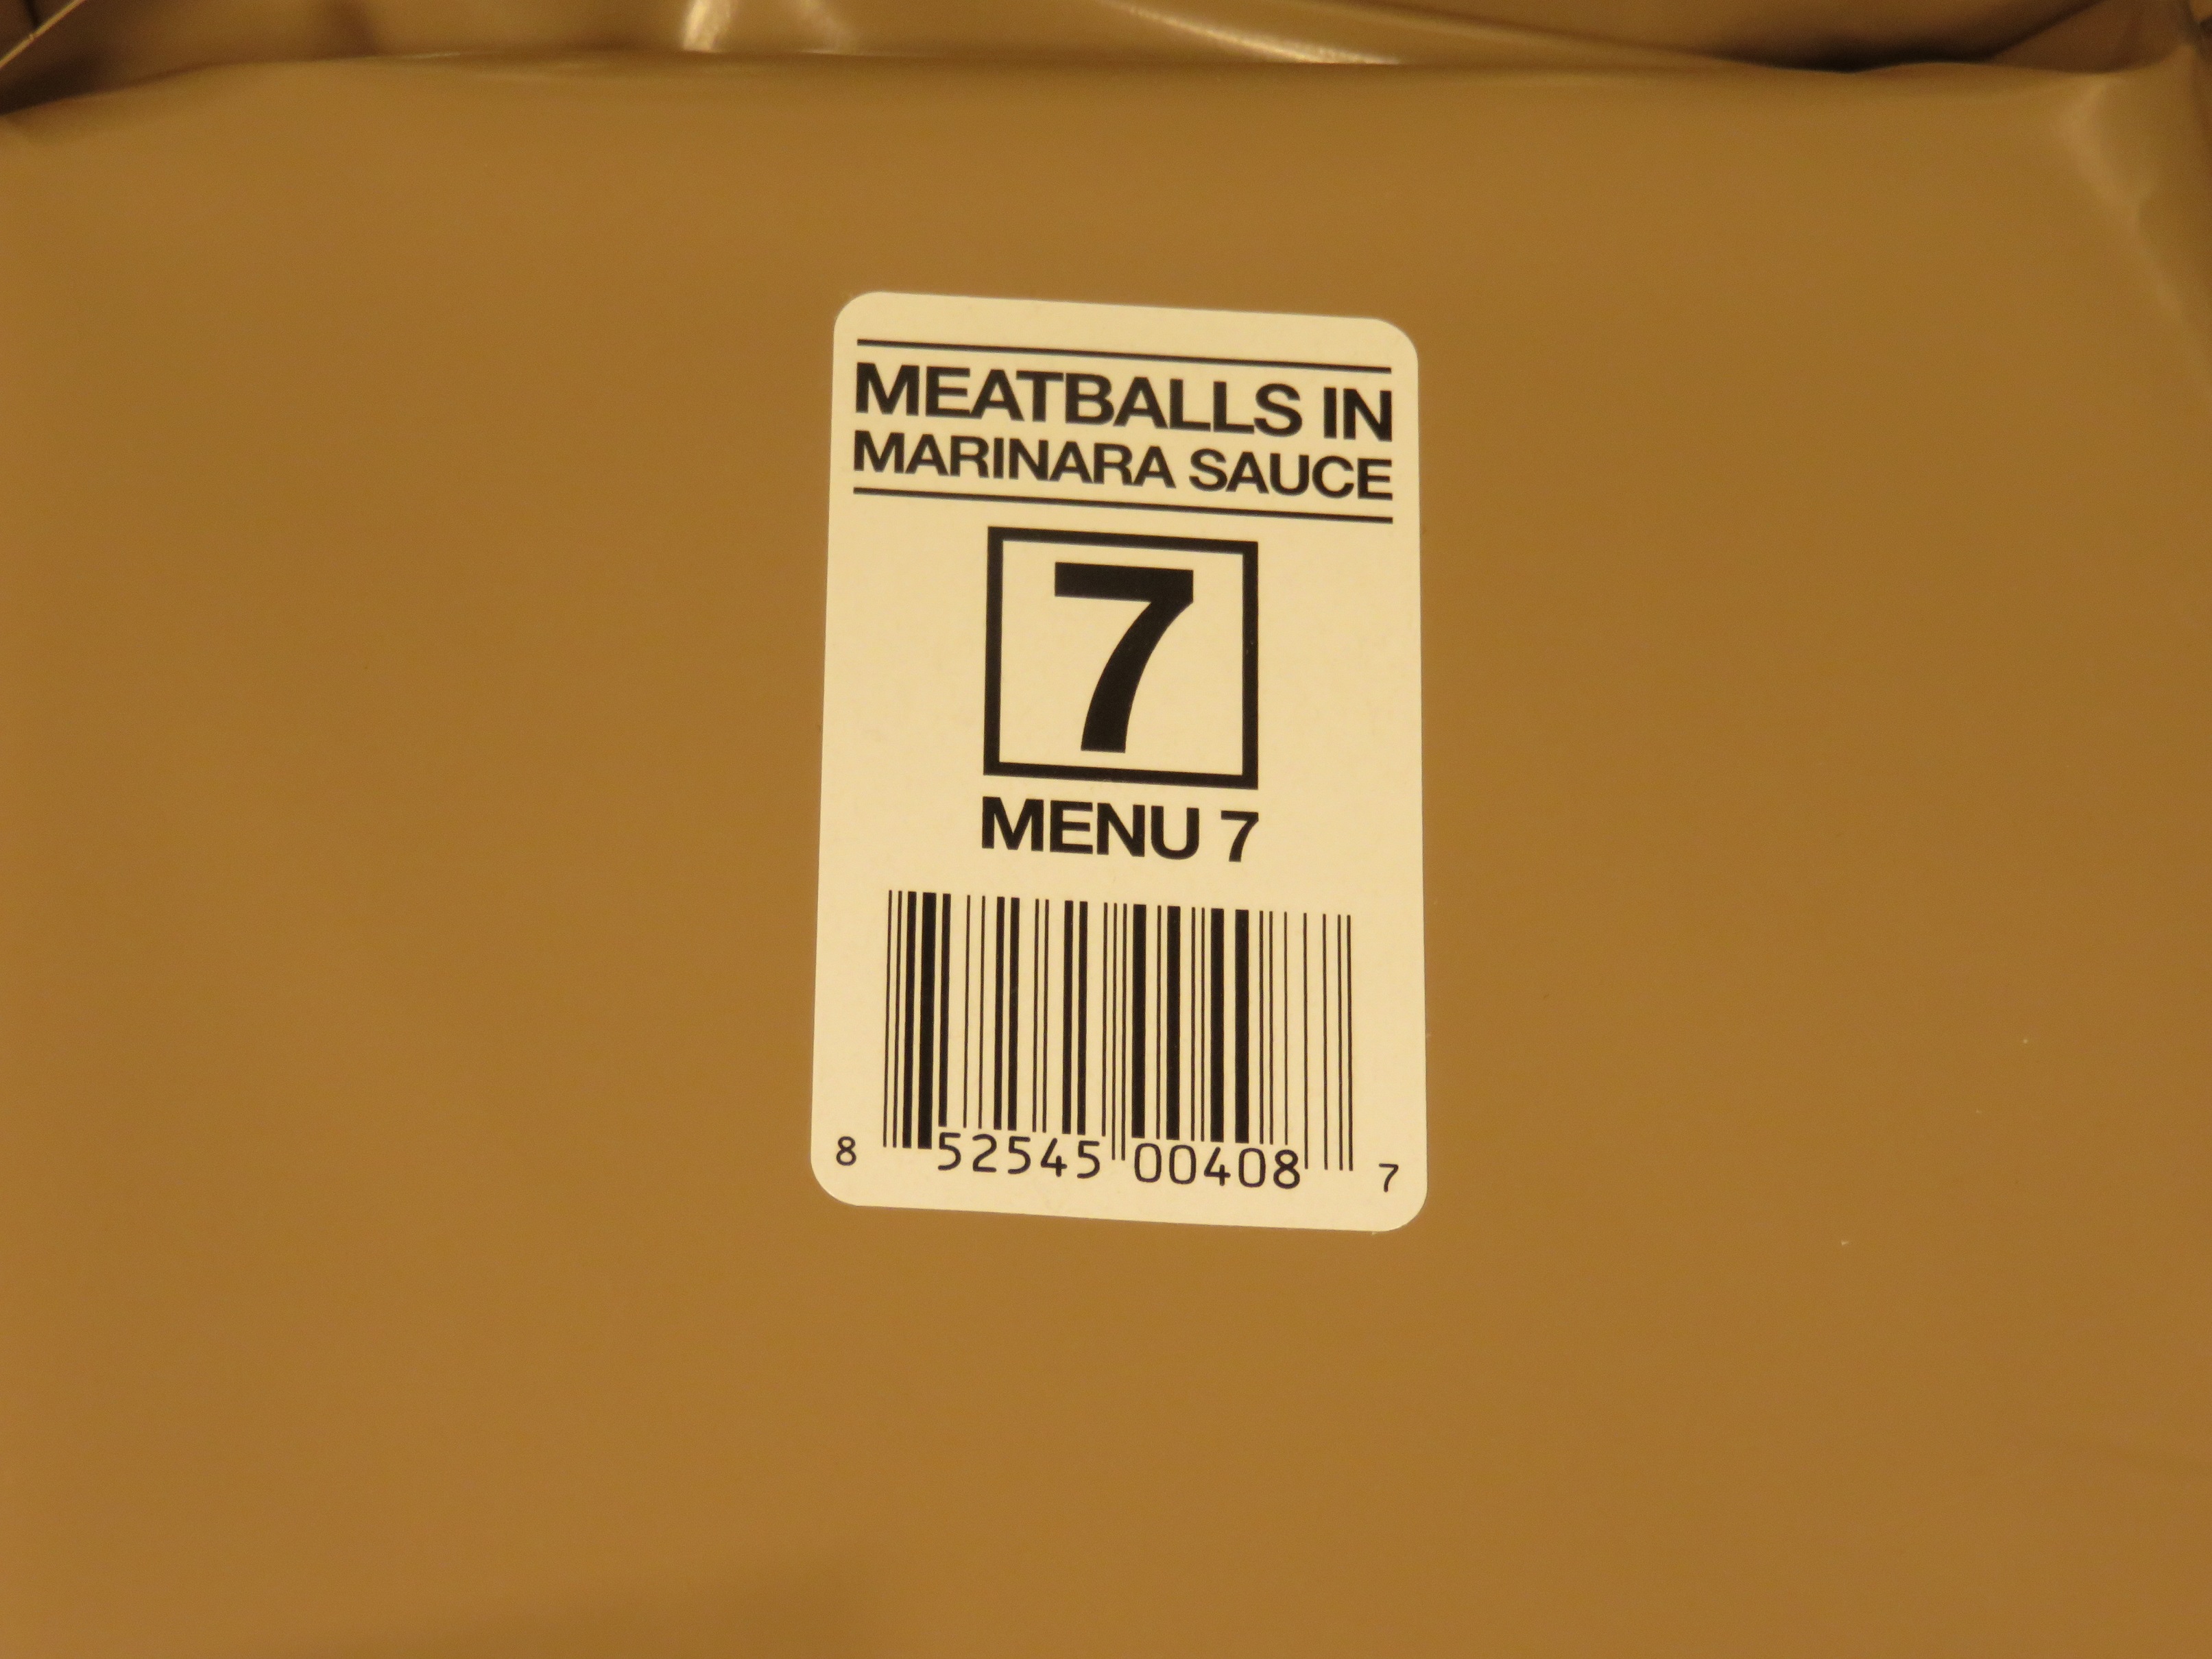 MEATBALLS IN
MARINARA SAUCE
7
MENU 7
8 52545 00408 7